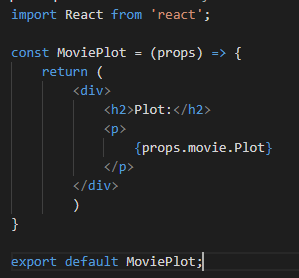 import React from 'react';
const MoviePlot = (props) => {
return (
<div>
<h2>Plot:</h2>
<p>
{props.movie.Plot}
</p>
</div>
)
}
export default MoviePlot;